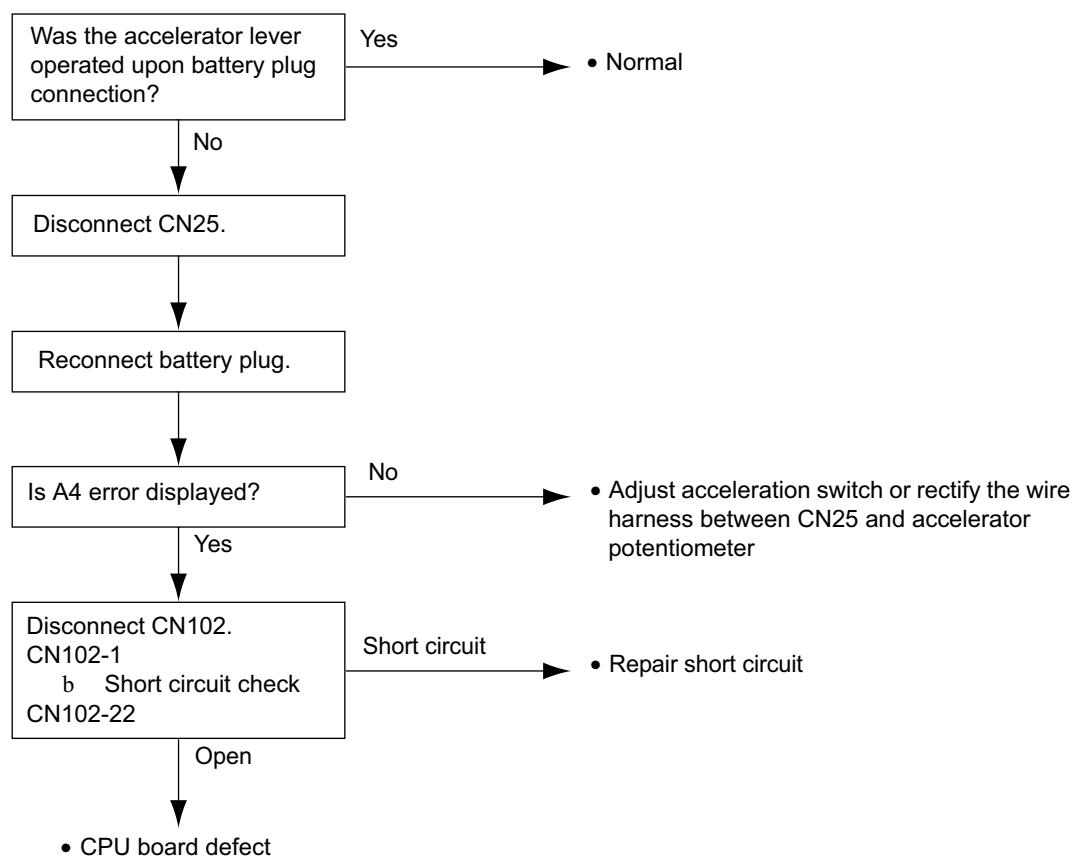 Was the accelerator lever
operated upon battery plug
connection?
Yes
• Normal
No
Disconnect CN25.
Reconnect battery plug.
Is A4 error displayed?
No
• Adjust acceleration switch or rectify the wire
harness between CN25 and accelerator
potentiometer
Yes
Disconnect CN102.
CN102-1
b Short circuit check
CN102-22
Short circuit
• Repair short circuit
Open
• CPU board defect